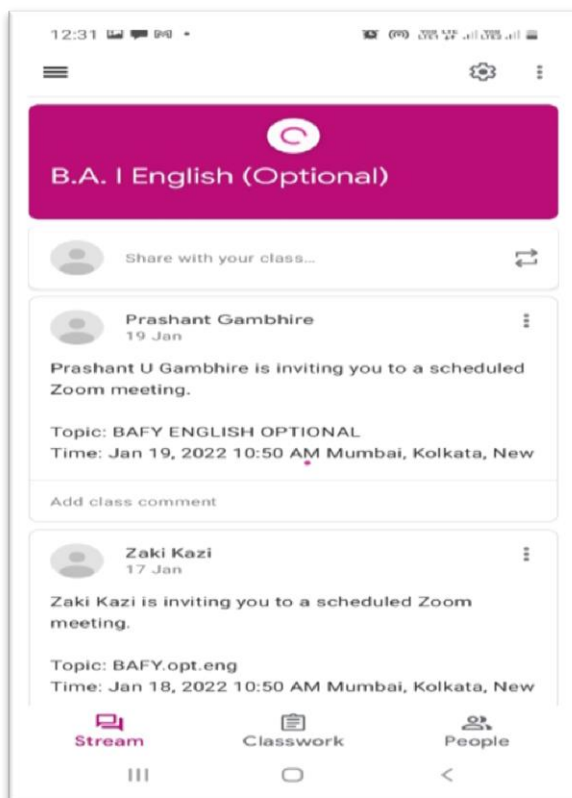 12:31
B.A. I English (Optional)
Share with your class...
Prashant Gambhire
19 Jan
Prashant U Gambhire is inviting you to a scheduled
Zoom meeting.
Topic: BAFY ENGLISH OPTIONAL
Time: Jan 19, 2022 10:50 AM Mumbai, Kolkata, New
Add class comment
Zaki Kazi
17 Jan
Zaki Kazi is inviting you to a scheduled Zoom
meeting.
Topic: BAFY.opt.eng
Time: Jan 18, 2022 10:50 AM Mumbai, Kolkata, New
Stream Classwork People